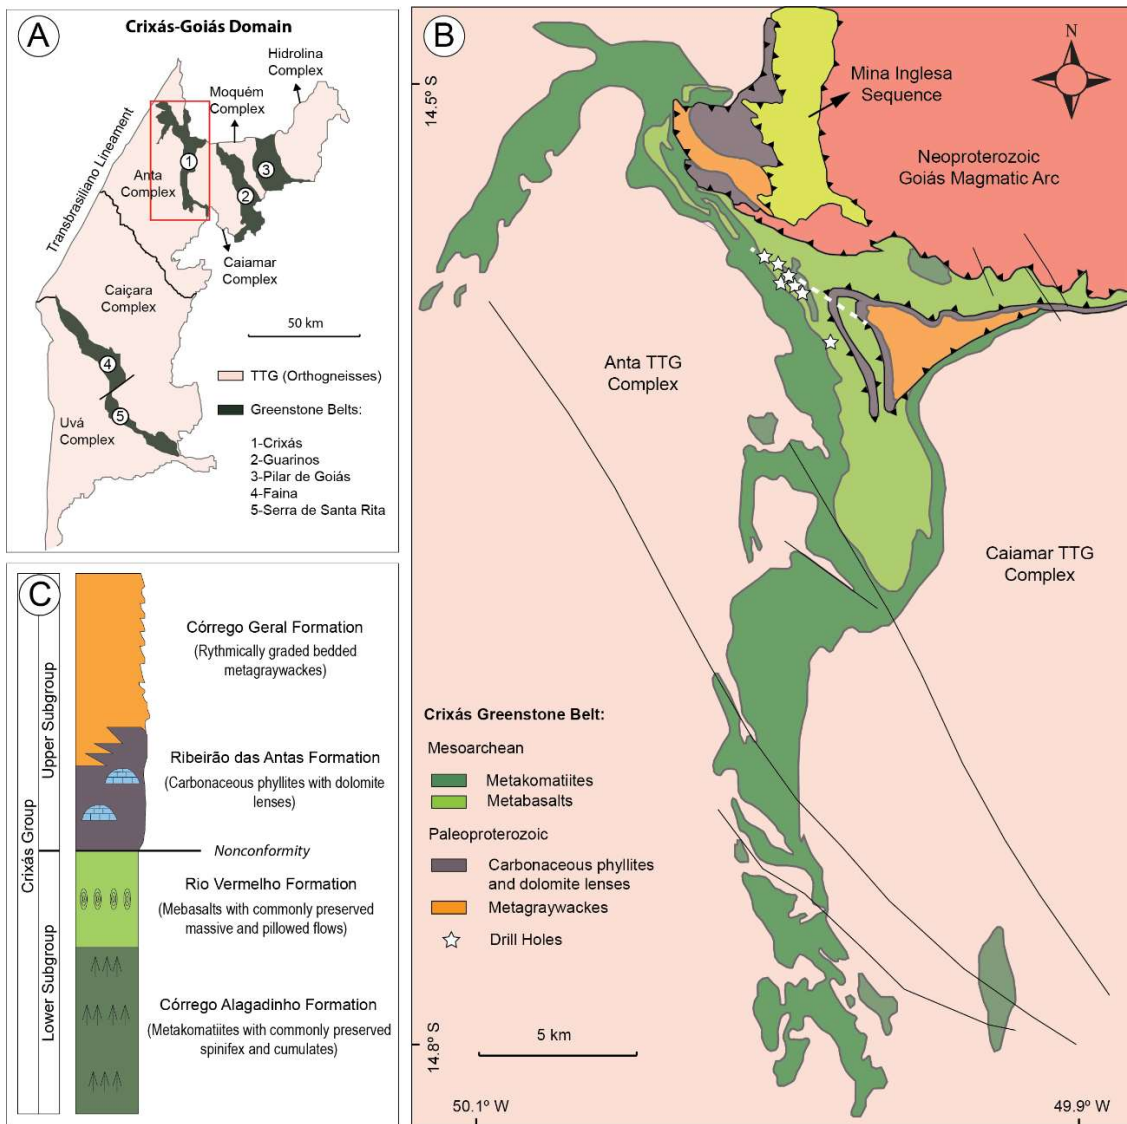 A
Crixás-Goiás Domain
Hidrolina
Complex
Moquém
Complex
Transbrasiliano Lineament
1
3
Anta
Complex
2
Caiamar
Complex
Caiçara
Complex
50 km
4
5
Uvá
Complex
TTG (Orthogneisses)
Greenstone Belts:
1-Crixás
2-Guarinos
3-Pilar de Goiás
4-Faina
5-Serra de Santa Rita
B
N
14.5º S
Mina Inglesa
Sequence
Neoproterozoic
Goiás Magmatic Arc
Anta TTG
Complex
Caiamar TTG
Complex
Crixás Greenstone Belt:
Mesoarchean
Metakomatiites
Metabasalts
Paleoproterozoic
Carbonaceous phyllites
and dolomite lenses
Metagraywackes
Drill Holes
5 km
14.8º S
50.1º W
49.9º W
C
Crixás Group
Upper Subgroup
Lower Subgroup
Córrego Geral Formation
(Rythmically graded bedded
metagraywackes)
Ribeirão das Antas Formation
(Carbonaceous phyllites with dolomite
lenses)
Nonconformity
Rio Vermelho Formation
(Mebasalts with commonly preserved
massive and pillowed flows)
Córrego Alagadinho Formation
(Metakomatiites with commonly preserved
spinifex and cumulates)